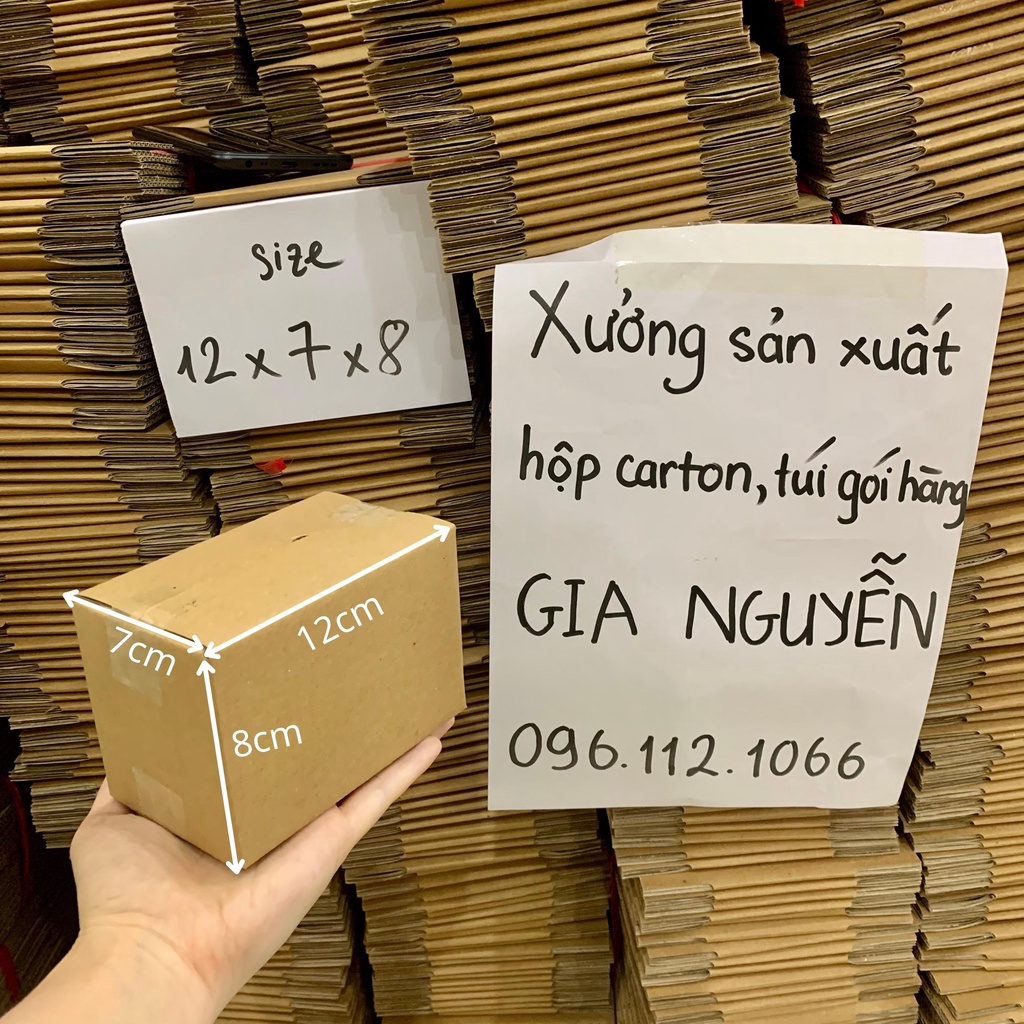 size
12 x 7 x 8
Xưởng sản xuất
hộp carton, túi gói hàng
GIA NGUYỄN
096.112.1066
7cm
12cm
8cm